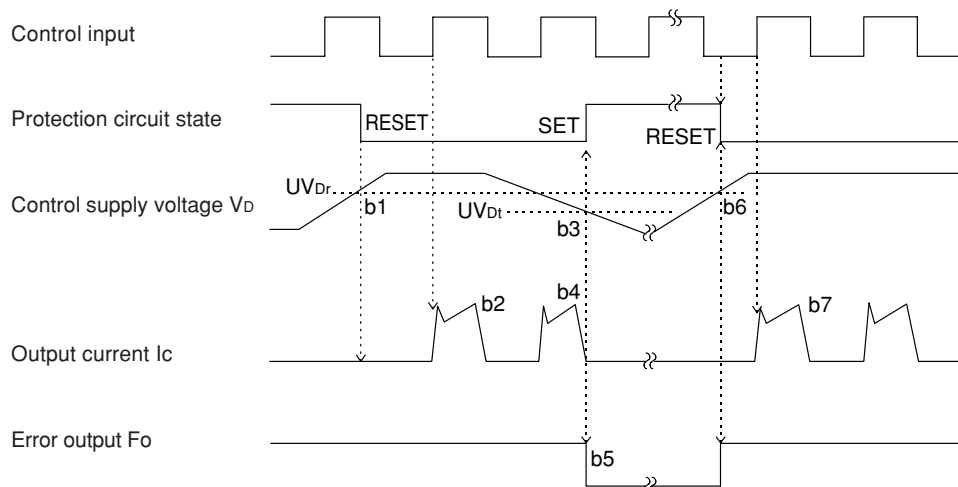 Control input
Protection circuit state
RESET
SET
RESET
Control supply voltage VD
UVDr
b1
UVDt
b3
b6
b2
b4
b7
Output current Ic
Error output Fo
b5